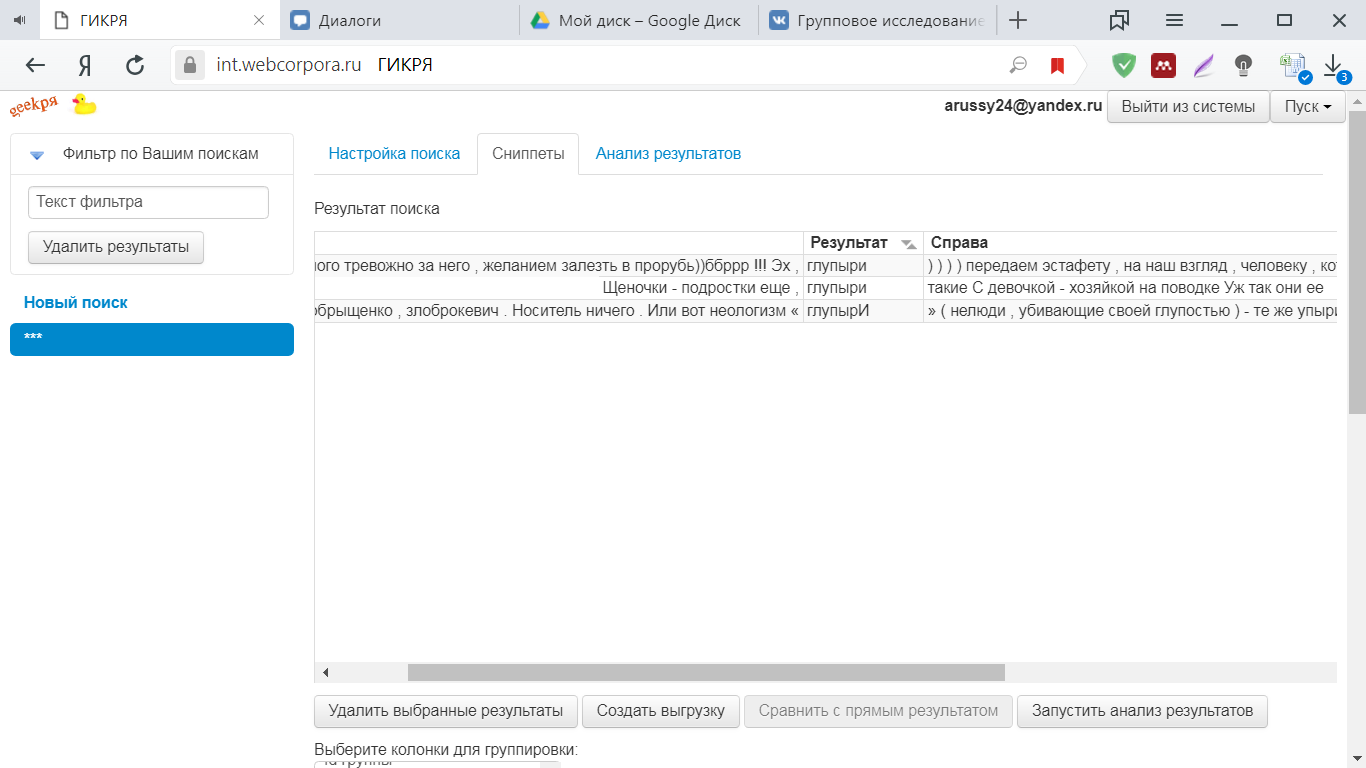 ГИКРЯ
Диалоги
Мой диск – Google Диск
Групповое исследование
Я
int.webcorpora.ru ГИКРЯ
3
geekря
arussy24@yandex.ru
Выйти из системы
Пуск
Фильтр по Вашим поискам
Настройка поиска
Сниппеты
Анализ результатов
Текст фильтра
Удалить результаты
Новый поиск
***
Результат поиска
Результат Справа
ного тревожно за него , желанием залезть в прорубь))ббррр !!! Эх , глупыри ) ) ) ) передаем эстафету , на наш взгляд , человеку , кот
Щеночки - подростки еще , глупыри такие С девочкой - хозяйкой на поводке Уж так они ее
обрыщенко , злоброкевич . Носитель ничего . Или вот неологизм « глупырИ » ( нелюди , убивающие своей глупостью ) - те же упыри
Удалить выбранные результаты
Создать выгрузку
Сравнить с прямым результатом
Запустить анализ результатов
Выберите колонки для группировки: